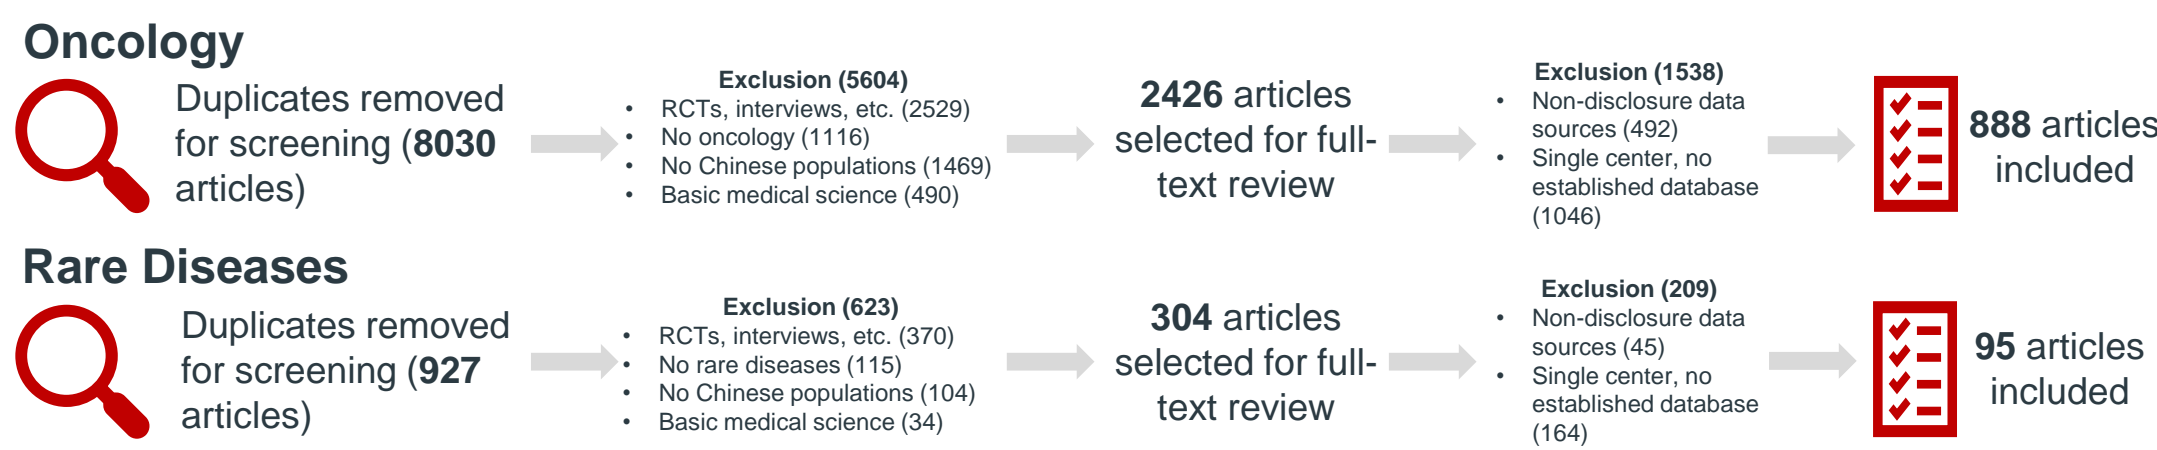 Oncology
Duplicates removed
for screening (8030
articles)
Exclusion (5604)
• RCTs, interviews, etc. (2529)
• No oncology (1116)
• No Chinese populations (1469)
• Basic medical science (490)
2426 articles
selected for full-
text review
Exclusion (1538)
• Non-disclosure data
sources (492)
• Single center, no
established database
(1046)
888 articles
included
Rare Diseases
Duplicates removed
for screening (927
articles)
Exclusion (623)
• RCTs, interviews, etc. (370)
• No rare diseases (115)
• No Chinese populations (104)
• Basic medical science (34)
304 articles
selected for full-
text review
Exclusion (209)
• Non-disclosure data
sources (45)
• Single center, no
established database
(164)
95 articles
included